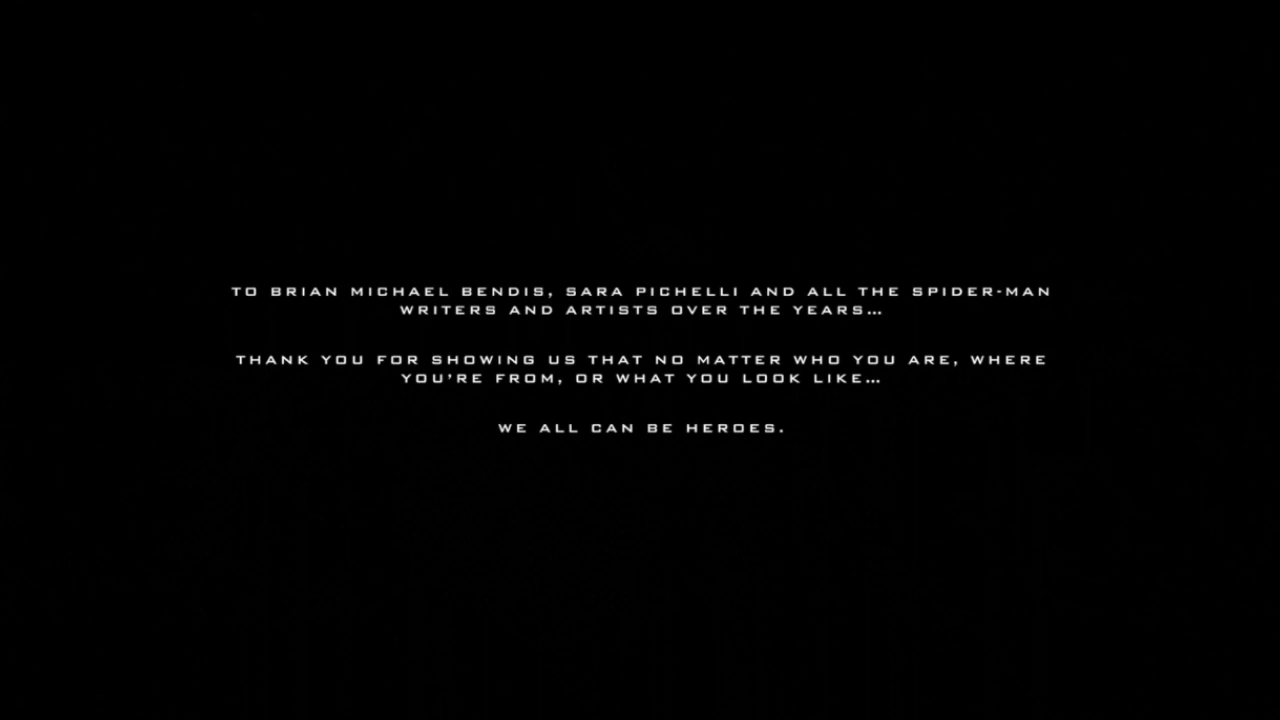 TO BRIAN MICHAEL BENDIS, SARA PICHELLI AND ALL THE SPIDER-MAN
WRITERS AND ARTISTS OVER THE YEARS...
THANK YOU FOR SHOWING US THAT NO MATTER WHO YOU ARE, WHERE
YOU'RE FROM, OR WHAT YOU LOOK LIKE...
WE ALL CAN BE HEROES.